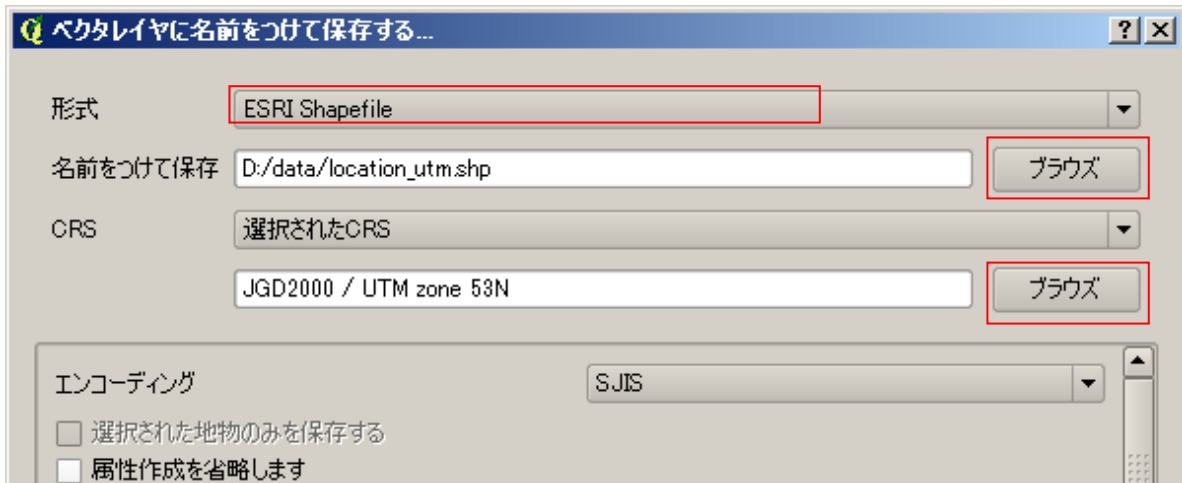 ベクタレイヤに名前をつけて保存する...
形式 ESRI Shapefile
名前をつけて保存 D:/data/location_utm.shp ブラウズ
CRS 選択されたCRS
JGD2000 / UTM zone 53N ブラウズ
エンコーディング SJIS
選択された地物のみを保存する
属性作成を省略します